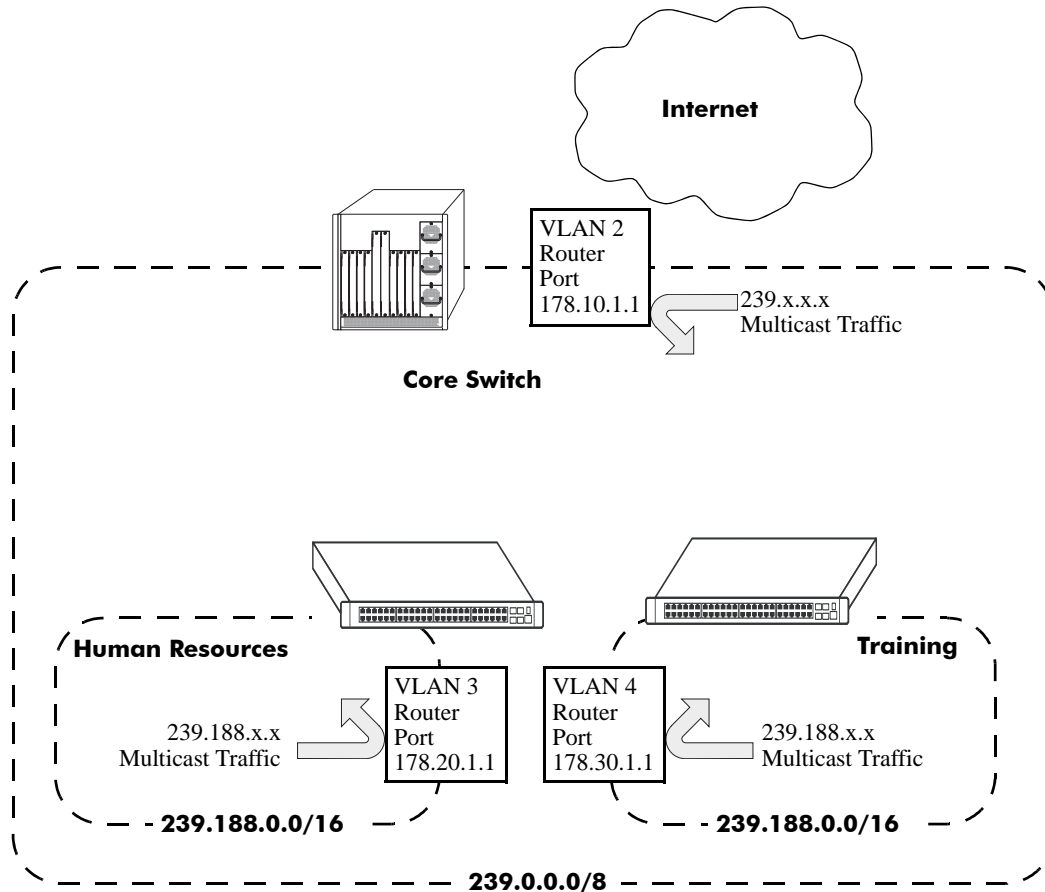 Internet
VLAN 2
Router
Port
178.10.1.1
239.x.x.x
Multicast Traffic
Core Switch
Human Resources
Training
VLAN 3
Router
Port
178.20.1.1
VLAN 4
Router
Port
178.30.1.1
239.188.x.x
Multicast Traffic
239.188.x.x
Multicast Traffic
239.188.0.0/16
239.188.0.0/16
239.0.0.0/8